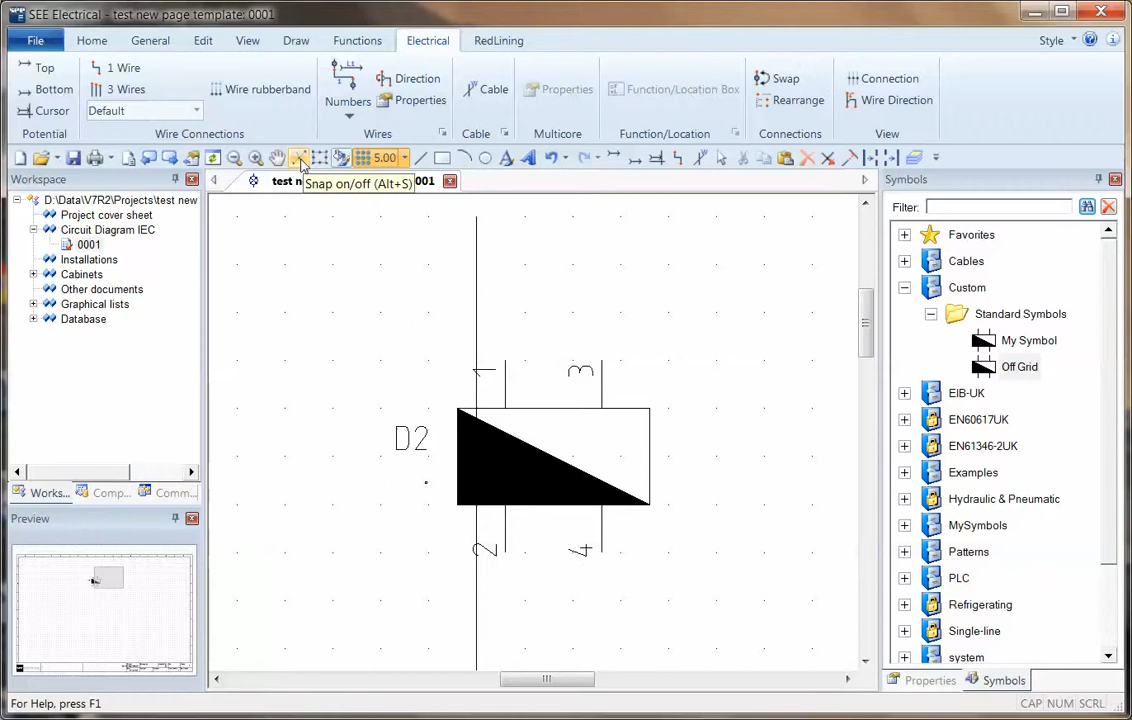 SEE Electrical - test new page template: 0001
File Home General Edit View Draw Functions Electrical RedLining Style
Top 1 Wire Direction Swap Connection
Bottom 3 Wires Wire rubberband Numbers Properties Cable Properties Function/Location Box Rearrange Wire Direction
Cursor Default
Potential Wire Connections Wires Cable Multicore Function/Location Connections View
5.00
Snap on/off (Alt+S)
Workspace
test n 001
Symbols
D:\Data\V7R2\Projects\test new
Project cover sheet
Circuit Diagram IEC
0001
Installations
Cabinets
Other documents
Graphical lists
Database
Works... Comp... Comm...
Preview
1 3
D2
2 4
Filter:
Favorites
Cables
Custom
Standard Symbols
My Symbol
Off Grid
EIB-UK
EN60617UK
EN61346-2UK
Examples
Hydraulic & Pneumatic
MySymbols
Patterns
PLC
Refrigerating
Single-line
system
Properties Symbols
For Help, press F1
CAP NUM SCRL